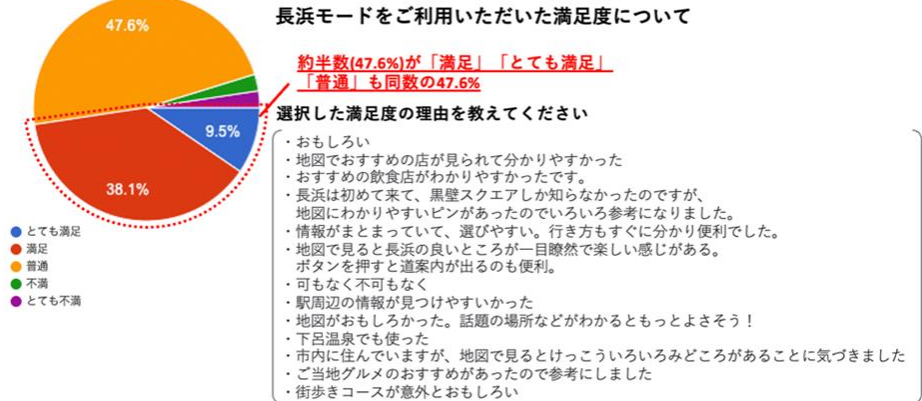 長浜モードをご利用いただいた満足度について
47.6%
約半数(47.6%)が「満足」「とても満足」
「普通」も同数の47.6%
9.5%
38.1%
とても満足
満足
普通
不満
とても不満
選択した満足度の理由を教えてください
・おもしろい
・地図でおすすめの店が見られて分かりやすかった
・おすすめの飲食店がわかりやすかったです。
・長浜は初めて来て、黒壁スクエアしか知らなかったのですが、
地図にわかりやすいピンがあったのでいろいろ参考になりました。
・情報がまとまっていて、選びやすい。行き方もすぐに分かり便利でした。
・地図で見ると長浜の良いところが一目瞭然で楽しい感じがある。
ボタンを押すと道案内が出るのも便利。
・可もなく不可もなく
・駅周辺の情報が見つけやすいかった
・地図がおもしろかった。話題の場所などがわかるともっとよさそう！
・下呂温泉でも使った
・市内に住んでいますが、地図で見るとけっこういろいろみどころがあることに気づきました
・ご当地グルメのおすすめがあったので参考にしました
・街歩きコースが意外とおもしろい